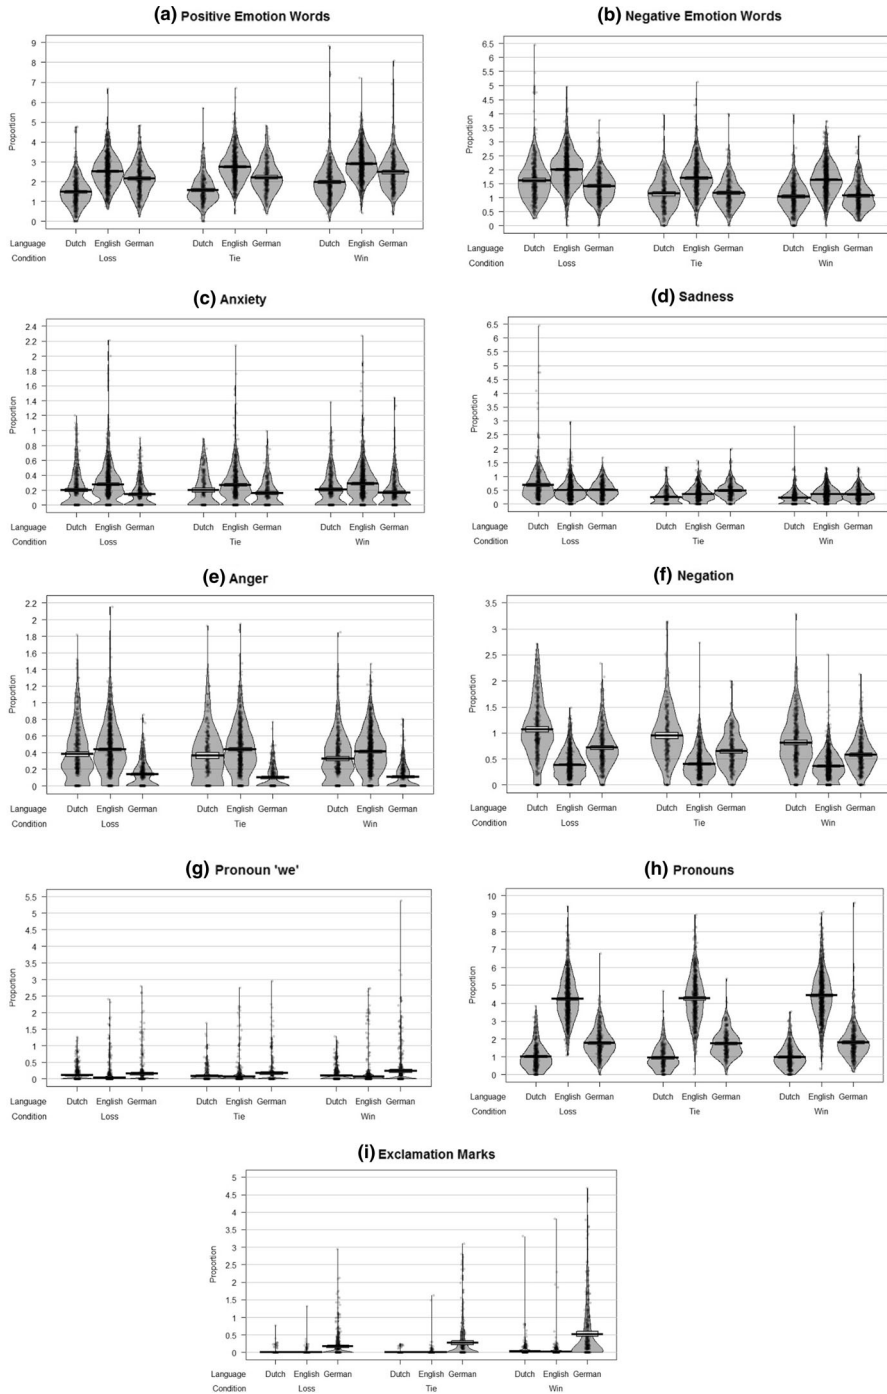 (a) Positive Emotion Words
9
8
7
6
5
4
3
2
1
0
Proportion
Language Dutch English German Dutch English German Dutch English German
Condition Loss Tie Win
(b) Negative Emotion Words
6.5
6
5.5
5
4.5
4
3.5
3
2.5
2
1.5
1
0.5
0
Proportion
Language Dutch English German Dutch English German Dutch English German
Condition Loss Tie Win
(c) Anxiety
2.4
2.2
2
1.8
1.6
1.4
1.2
1
0.8
0.6
0.4
0.2
0
Proportion
Language Dutch English German Dutch English German Dutch English German
Condition Loss Tie Win
(d) Sadness
6.5
6
5.5
5
4.5
4
3.5
3
2.5
2
1.5
1
0.5
0
Proportion
Language Dutch English German Dutch English German Dutch English German
Condition Loss Tie Win
(e) Anger
2.2
2
1.8
1.6
1.4
1.2
1
0.8
0.6
0.4
0.2
0
Proportion
Language Dutch English German Dutch English German Dutch English German
Condition Loss Tie Win
(f) Negation
3.5
3
2.5
2
1.5
1
0.5
0
Proportion
Language Dutch English German Dutch English German Dutch English German
Condition Loss Tie Win
(g) Pronoun 'we'
5.5
5
4.5
4
3.5
3
2.5
2
1.5
1
0.5
0
Proportion
Language Dutch English German Dutch English German Dutch English German
Condition Loss Tie Win
(h) Pronouns
10
9
8
7
6
5
4
3
2
1
0
Proportion
Language Dutch English German Dutch English German Dutch English German
Condition Loss Tie Win
(i) Exclamation Marks
5
4.5
4
3.5
3
2.5
2
1.5
1
0.5
0
Proportion
Language Dutch English German Dutch English German Dutch English German
Condition Loss Tie Win